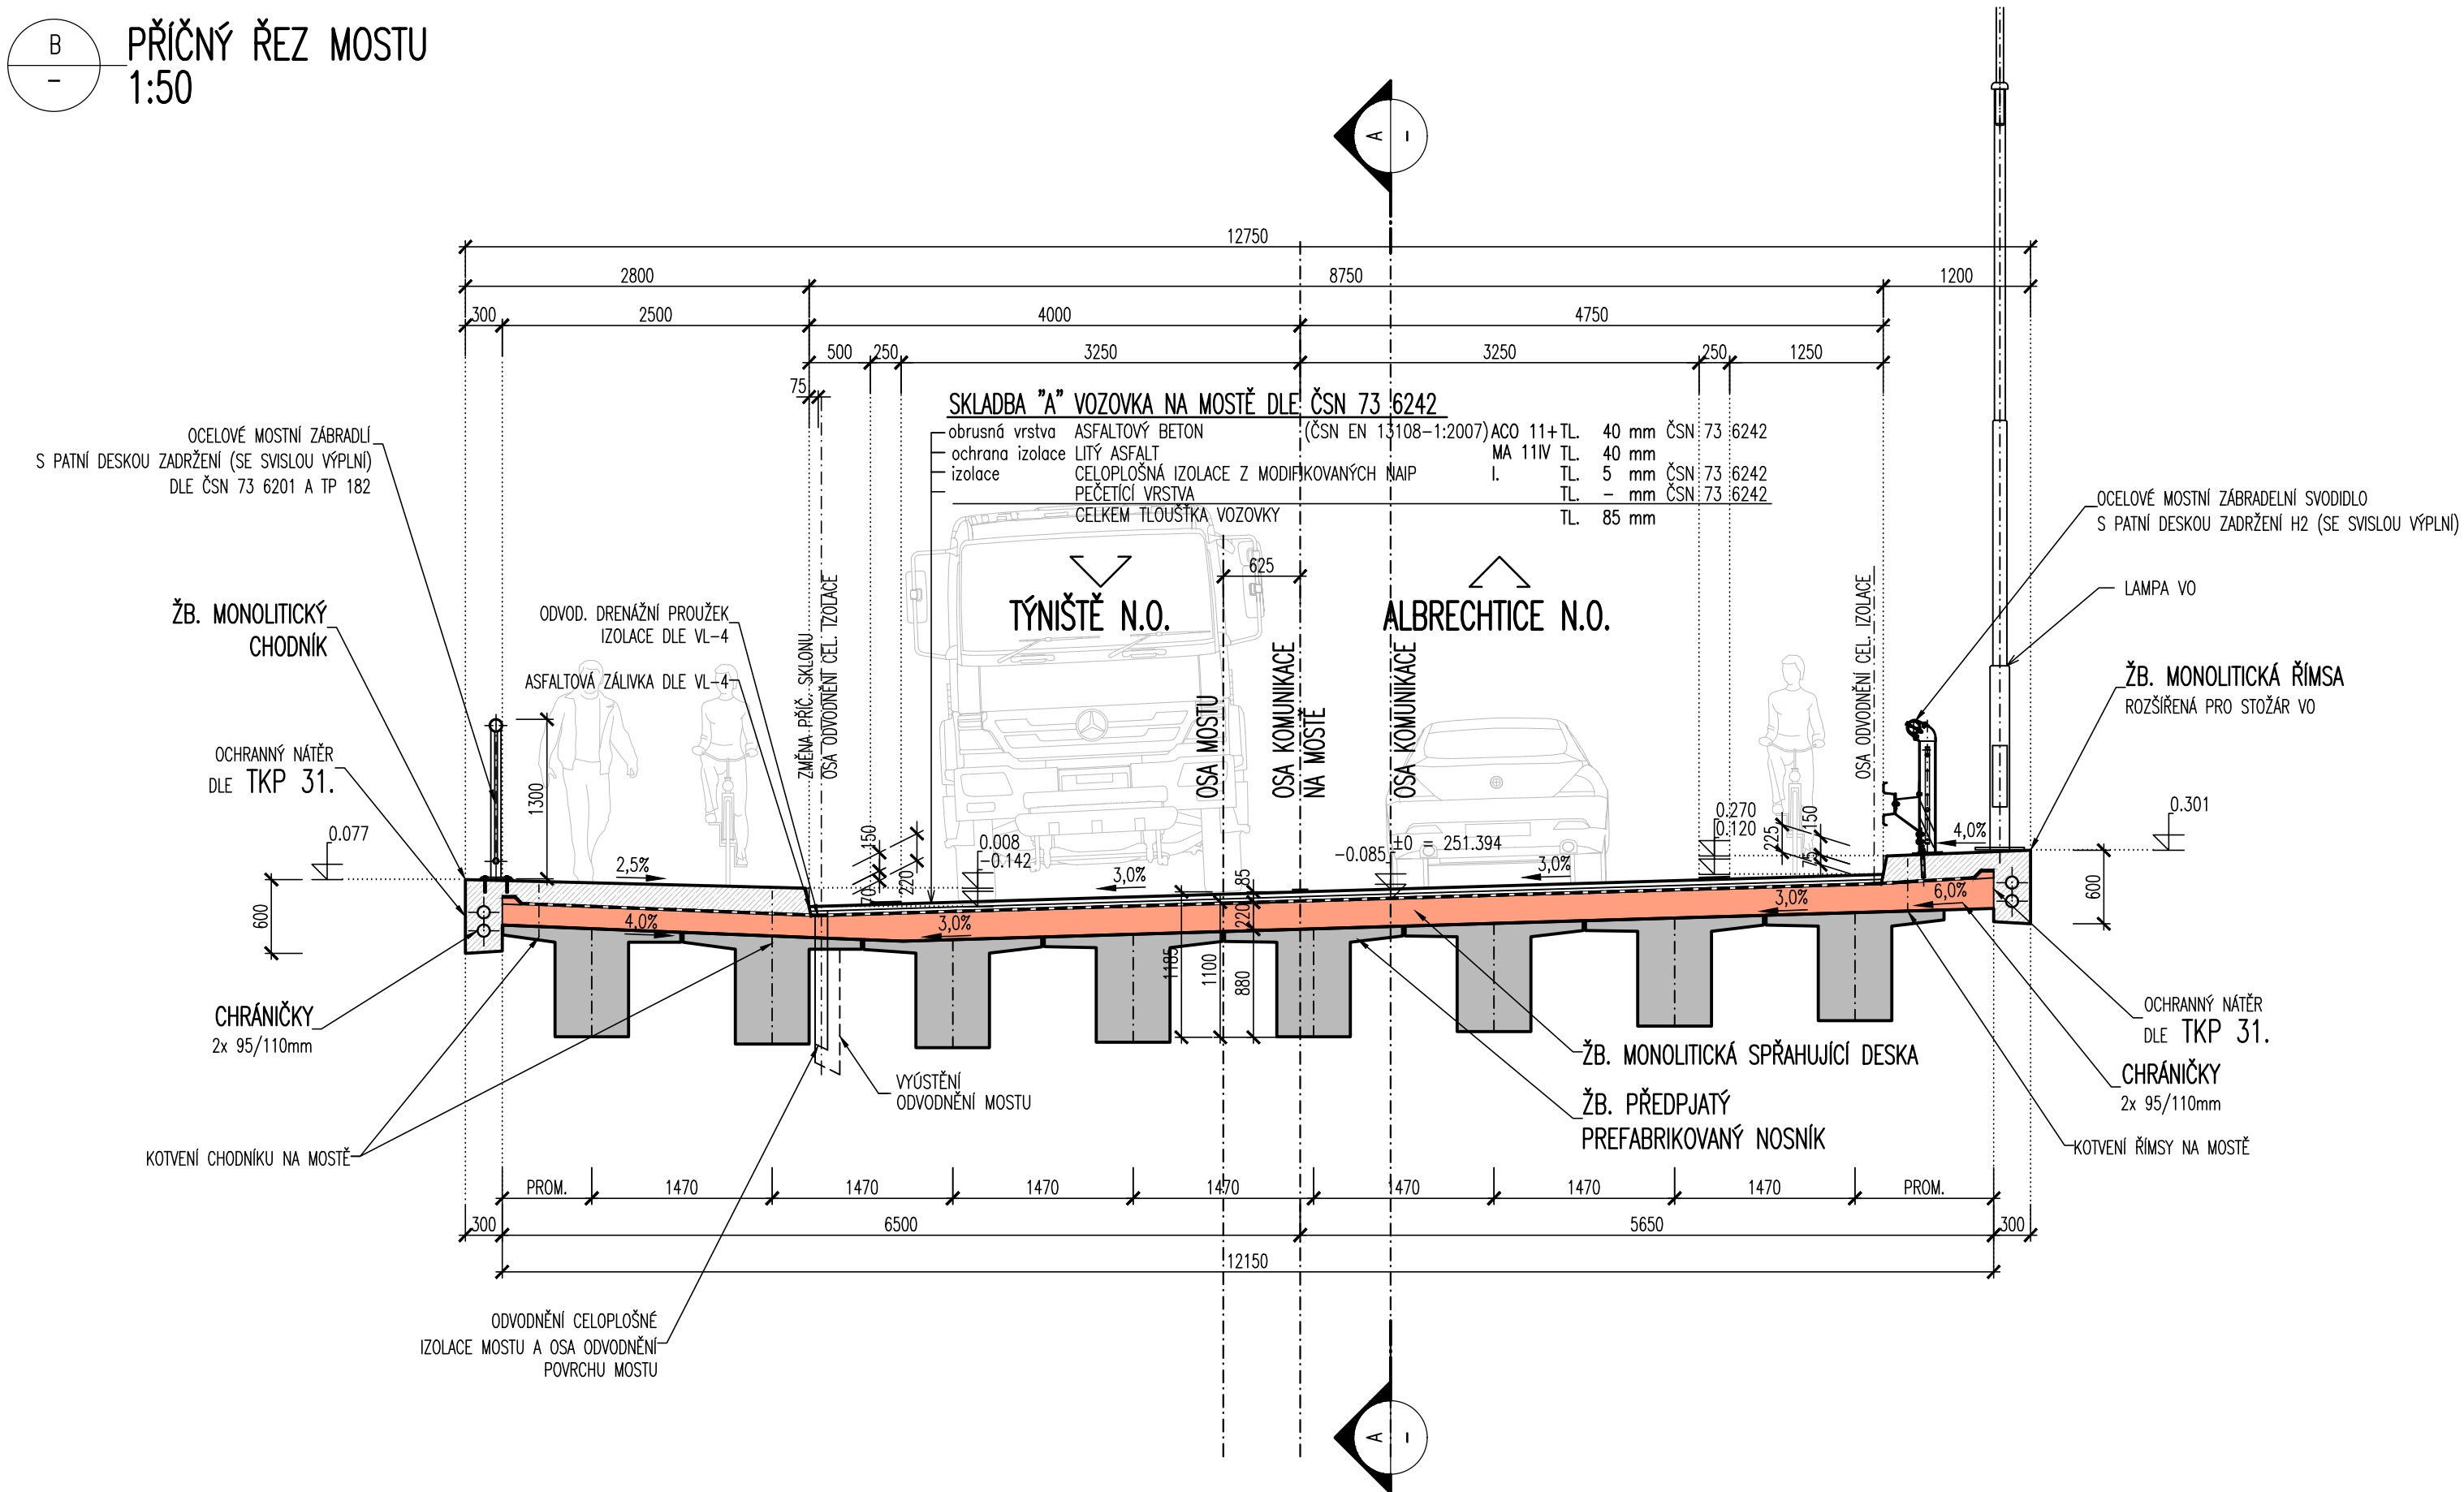 B
-
PŘÍČNÝ ŘEZ MOSTU
1:50
A
-
12750
2800
8750
1200
300
2500
4000
4750
500
250
3250
3250
250
1250
75
SKLADBA "A" VOZOVKA NA MOSTĚ DLE ČSN 73 6242
obrusná vrstva ASFALTOVÝ BETON (ČSN EN 13108-1:2007) ACO 11+ TL. 40 mm ČSN 73 6242
ochrana izolace LITÝ ASFALT MA 11IV TL. 40 mm
izolace CELOPLOŠNÁ IZOLACE Z MODIFIKOVANÝCH NAIP I. TL. 5 mm ČSN 73 6242
PEČETÍCÍ VRSTVA TL. - mm ČSN 73 6242
CELKEM TLOUŠŤKA VOZOVKY TL. 85 mm
OCELOVÉ MOSTNÍ ZÁBRADLÍ
S PATNÍ DESKOU ZADRŽENÍ (SE SVISLOU VÝPLNÍ)
DLE ČSN 73 6201 A TP 182
OCELOVÉ MOSTNÍ ZÁBRADELNÍ SVODIDLO
S PATNÍ DESKOU ZADRŽENÍ H2 (SE SVISLOU VÝPLNÍ)
LAMPA VO
ŽB. MONOLITICKÝ
CHODNÍK
ODVOD. DRENÁŽNÍ PROUŽEK
IZOLACE DLE VL-4
ASFALTOVÁ ZÁLIVKA DLE VL-4
ZMĚNA PŘÍČ. SKLONU
OSA ODVODNĚNÍ CEL. IZOLACE
TÝNIŠTĚ N.O.
625
ALBRECHTICE N.O.
OSA MOSTU
OSA KOMUNIKACE
NA MOSTĚ
OSA KOMUNIKACE
OSA ODVODNĚNÍ CEL. IZOLACE
ŽB. MONOLITICKÁ ŘÍMSA
ROZŠÍŘENÁ PRO STOŽÁR VO
OCHRANNÝ NÁTĚR
DLE TKP 31.
0.077
1300
150
70
220
0.008
-0.142
-0.085
±0 = 251.394
0.270
0.120
225
150
75
4,0%
0.301
2,5%
3,0%
85
3,0%
600
4,0%
3,0%
220
3,0%
6,0%
600
1185
1100
880
CHRÁNIČKY
2x 95/110mm
OCHRANNÝ NÁTĚR
DLE TKP 31.
ŽB. MONOLITICKÁ SPŘAHUJÍCÍ DESKA
VYÚSTĚNÍ
ODVODNĚNÍ MOSTU
CHRÁNIČKY
2x 95/110mm
ŽB. PŘEDPJATÝ
PREFABRIKOVANÝ NOSNÍK
KOTVENÍ CHODNÍKU NA MOSTĚ
KOTVENÍ ŘÍMSY NA MOSTĚ
PROM.
1470
1470
1470
1470
1470
1470
1470
PROM.
300
6500
5650
300
12150
ODVODNĚNÍ CELOPLOŠNÉ
IZOLACE MOSTU A OSA ODVODNĚNÍ
POVRCHU MOSTU
A
-